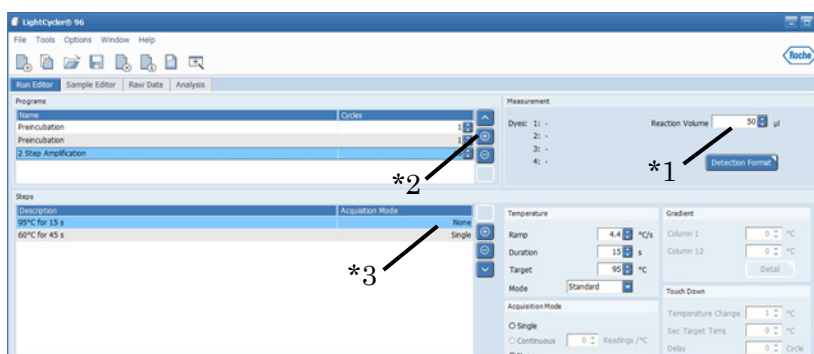 LightCycler® 96
File Tools Options Window Help
Roche
Run Editor Sample Editor Raw Data Analysis
Programs
Name Cycles
Preincubation 1
Preincubation 1
2 Step Amplification
*2
Measurement
Dyes: 1: - Reaction Volume 50 µl
2: -
3: -
4: -
*1
Detection Format
Steps
Description Acquisition Mode
95°C for 15 s None
60°C for 45 s Single
*3
Temperature
Ramp 4.4 °C/s
Duration 15 s
Target 95 °C
Mode Standard
Acquisition Mode
Single
Continuous 0 Readings /°C
Gradient
Column 1 0 °C
Column 12 0 °C
Detail
Touch Down
Temperature Change 1 °C
Sec Target Temp 0 °C
Delay 0 Cycle